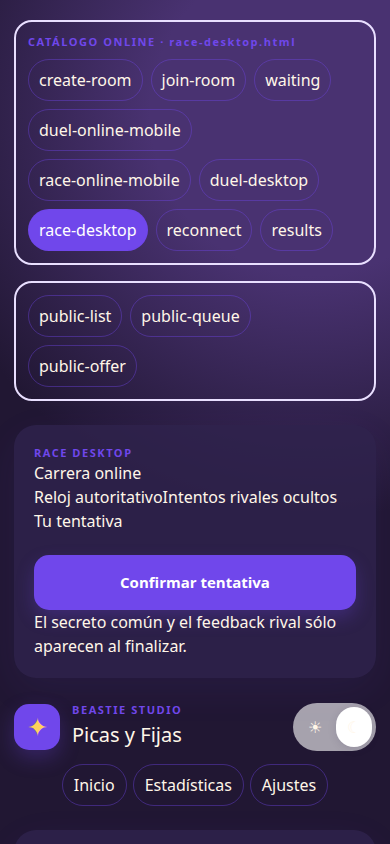 CATÁLOGO ONLINE · race-desktop.html
create-room join-room waiting
duel-online-mobile
race-online-mobile duel-desktop
race-desktop reconnect results
public-list public-queue
public-offer
RACE DESKTOP
Carrera online
Reloj autoritativoIntentos rivales ocultos
Tu tentativa
Confirmar tentativa
El secreto común y el feedback rival sólo
aparecen al finalizar.
BEASTIE STUDIO
Picas y Fijas
Inicio Estadísticas Ajustes